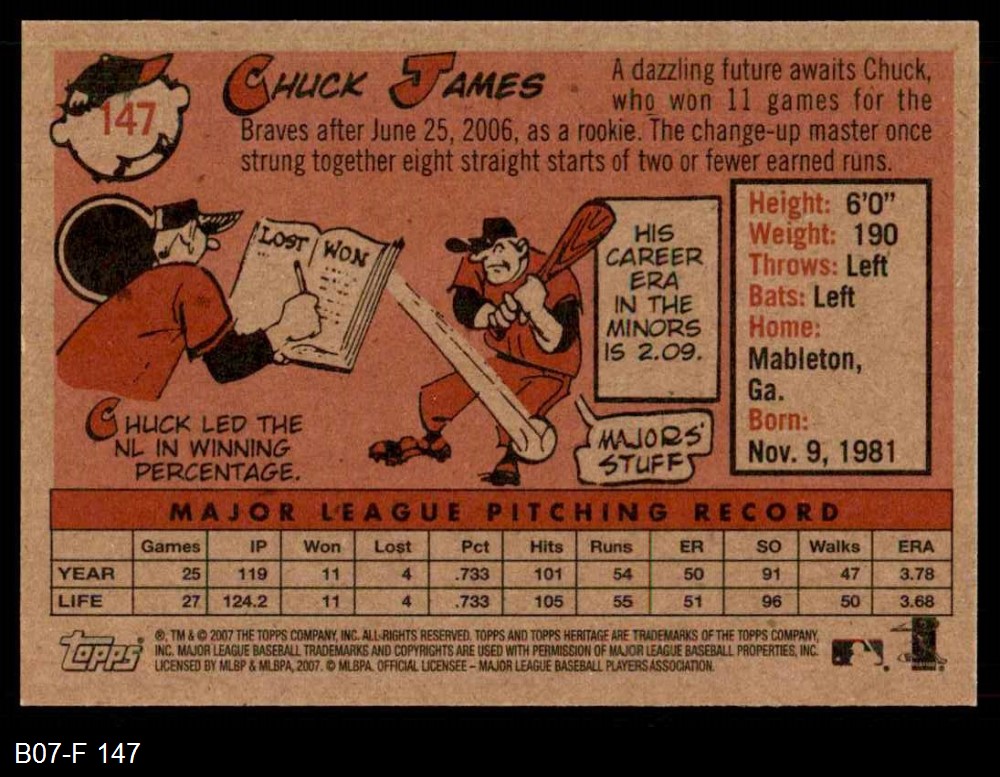 147
CHUCK JAMES
A dazzling future awaits Chuck,
who won 11 games for the
Braves after June 25, 2006, as a rookie. The change-up master once
strung together eight straight starts of two or fewer earned runs.
LOST WON
CHUCK LED THE
NL IN WINNING
PERCENTAGE.
HIS
CAREER
ERA
IN THE
MINORS
IS 2.09.
MAJORS'
STUFF
Height: 6'0"
Weight: 190
Throws: Left
Bats: Left
Home:
Mableton,
Ga.
Born:
Nov. 9, 1981
MAJOR LEAGUE PITCHING RECORD
Games IP Won Lost Pct Hits Runs ER SO Walks ERA
YEAR 25 119 11 4 .733 101 54 50 91 47 3.78
LIFE 27 124.2 11 4 .733 105 55 51 96 50 3.68
Topps
®, TM & © 2007 THE TOPPS COMPANY, INC. ALL RIGHTS RESERVED. TOPPS AND TOPPS HERITAGE ARE TRADEMARKS OF THE TOPPS COMPANY,
INC. MAJOR LEAGUE BASEBALL TRADEMARKS AND COPYRIGHTS ARE USED WITH PERMISSION OF MAJOR LEAGUE BASEBALL PROPERTIES, INC.
LICENSED BY MLBP & MLBPA, 2007. © MLBPA. OFFICIAL LICENSEE – MAJOR LEAGUE BASEBALL PLAYERS ASSOCIATION.
B07-F 147